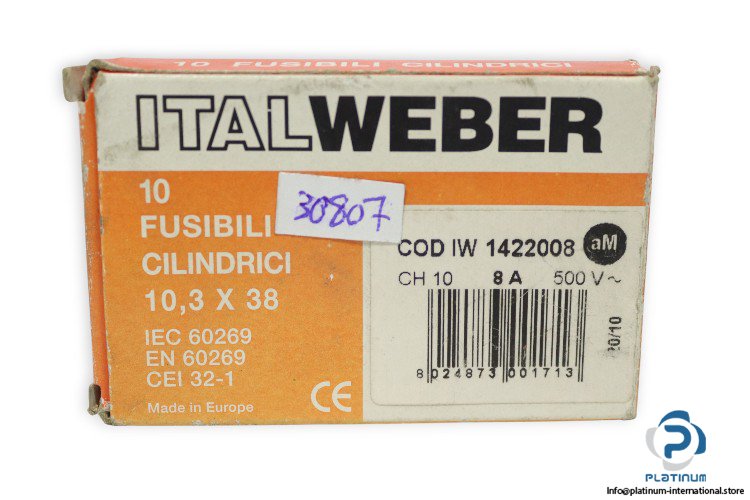 10 FUSIBILI CILINDRICI
ITALWEBER
10
FUSIBILI
CILINDRICI
10,3 X 38
IEC 60269
EN 60269
CEI 32-1
Made in Europe
CE
30807
COD IW 1422008 aM
CH 10 8 A 500 V~
8 024873 001713
20/10
PLATINUM
Info@platinum-international.store